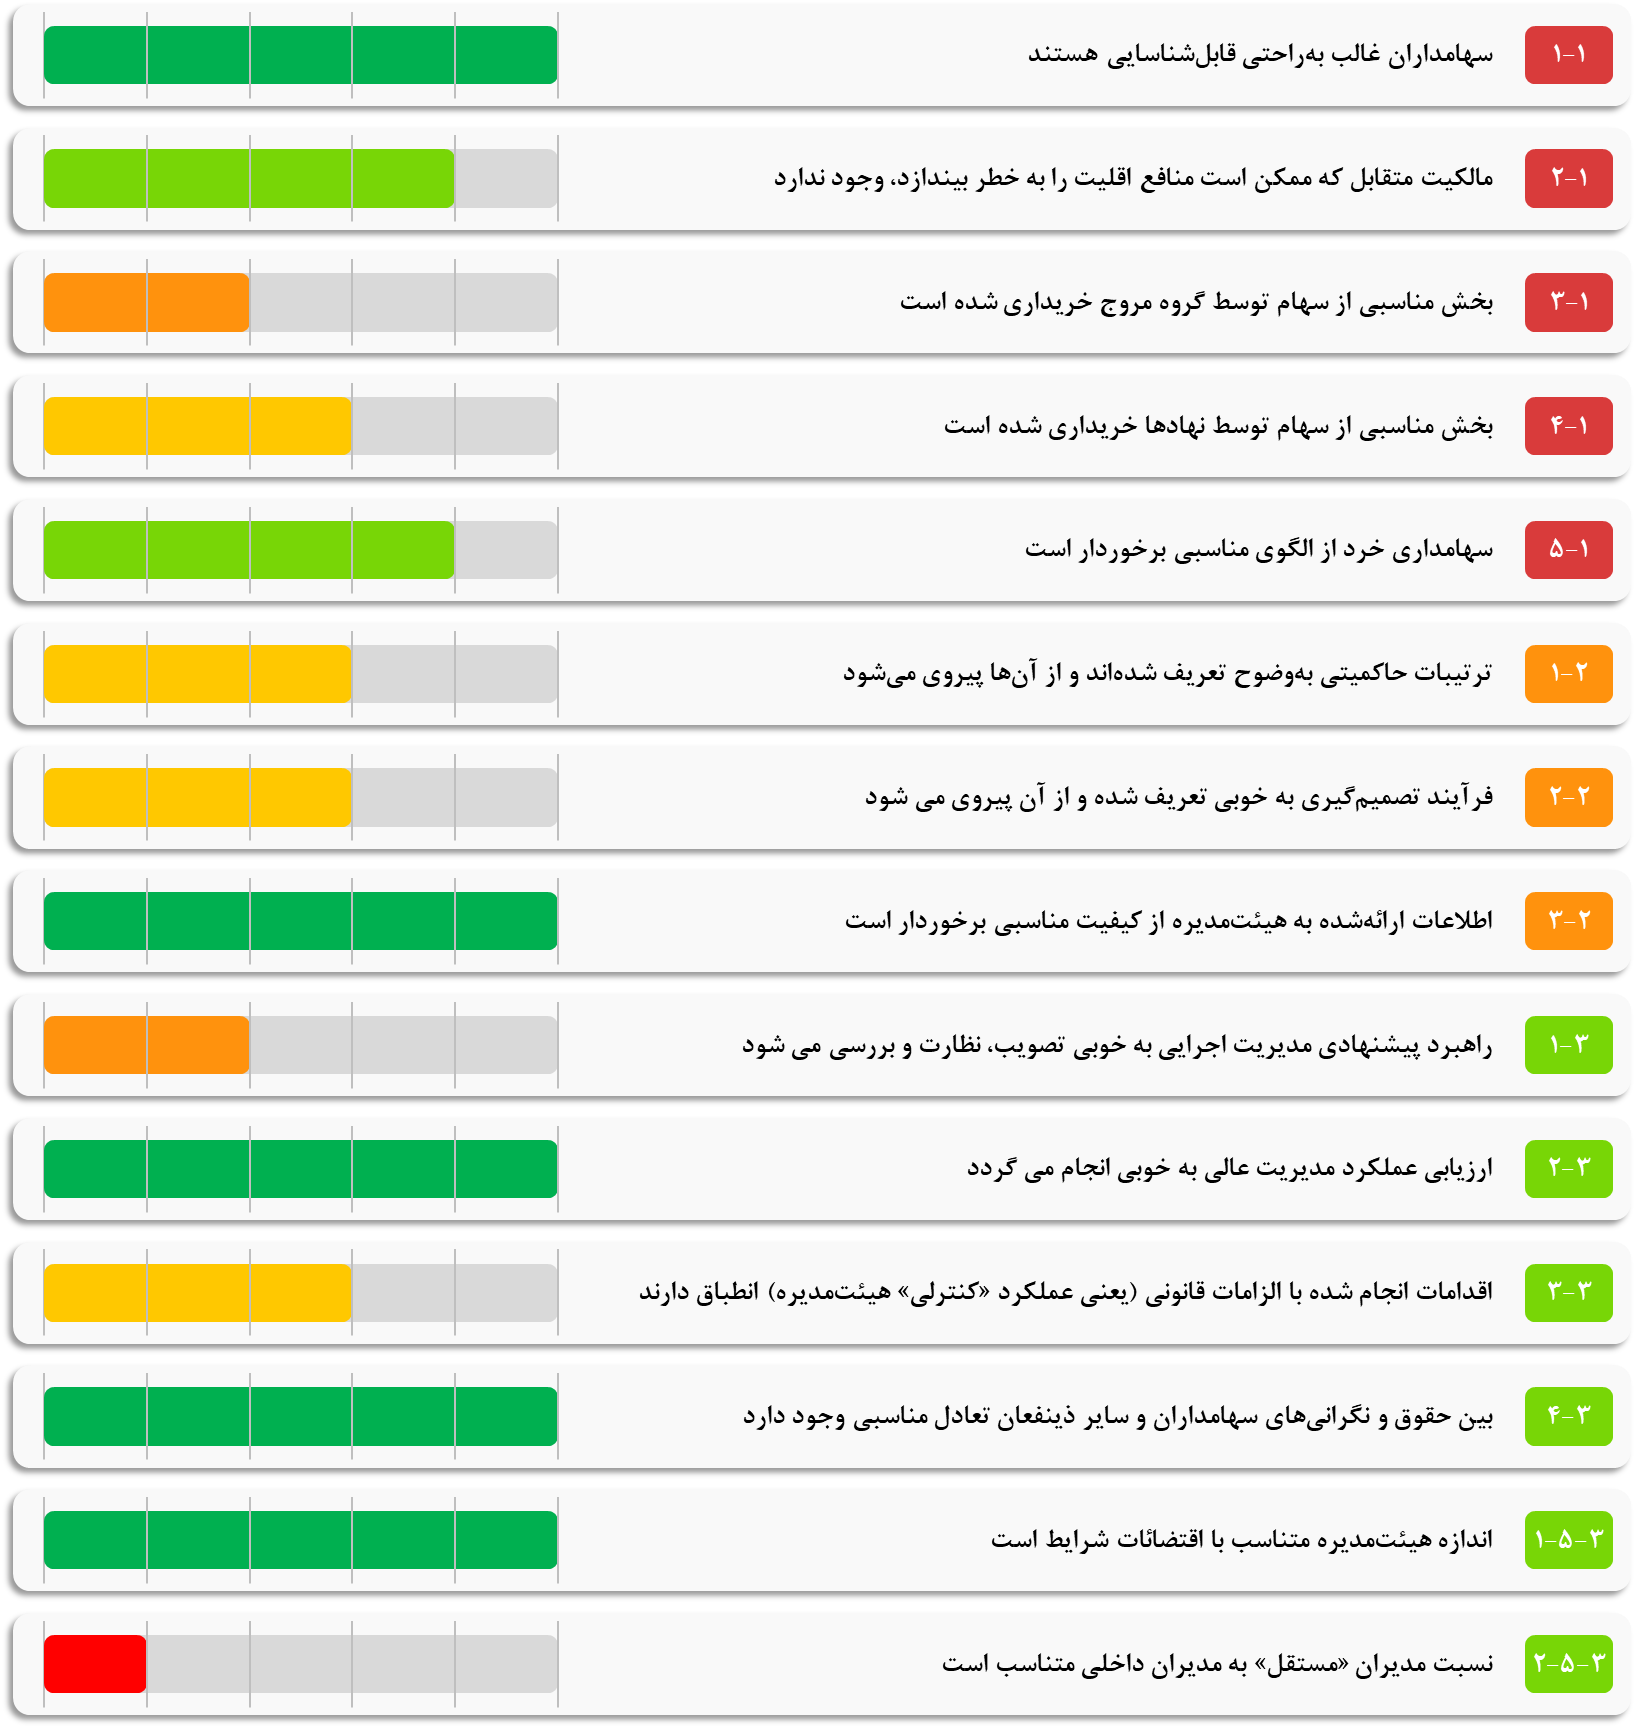 ۱-۱ سهامداران غالب به‌راحتی قابل‌شناسایی هستند
۲-۱ مالکیت متقابل که ممکن است منافع اقلیت را به خطر بیندازد، وجود ندارد
۳-۱ بخش مناسبی از سهام توسط گروه مروج خریداری شده است
۴-۱ بخش مناسبی از سهام توسط نهادها خریداری شده است
۵-۱ سهامداری خرد از الگوی مناسبی برخوردار است
۱-۲ ترتیبات حاکمیتی به‌وضوح تعریف شده‌اند و از آن‌ها پیروی می‌شود
۲-۲ فرآیند تصمیم‌گیری به خوبی تعریف شده و از آن پیروی می شود
۳-۲ اطلاعات ارائه‌شده به هیئت‌مدیره از کیفیت مناسبی برخوردار است
۱-۳ راهبرد پیشنهادی مدیریت اجرایی به خوبی تصویب، نظارت و بررسی می شود
۲-۳ ارزیابی عملکرد مدیریت عالی به خوبی انجام می گردد
۳-۳ اقدامات انجام شده با الزامات قانونی (یعنی عملکرد «کنترلی» هیئت‌مدیره) انطباق دارند
۴-۳ بین حقوق و نگرانی‌های سهامداران و سایر ذینفعان تعادل مناسبی وجود دارد
۱-۵-۳ اندازه هیئت‌مدیره متناسب با اقتضائات شرایط است
۲-۵-۳ نسبت مدیران «مستقل» به مدیران داخلی متناسب است